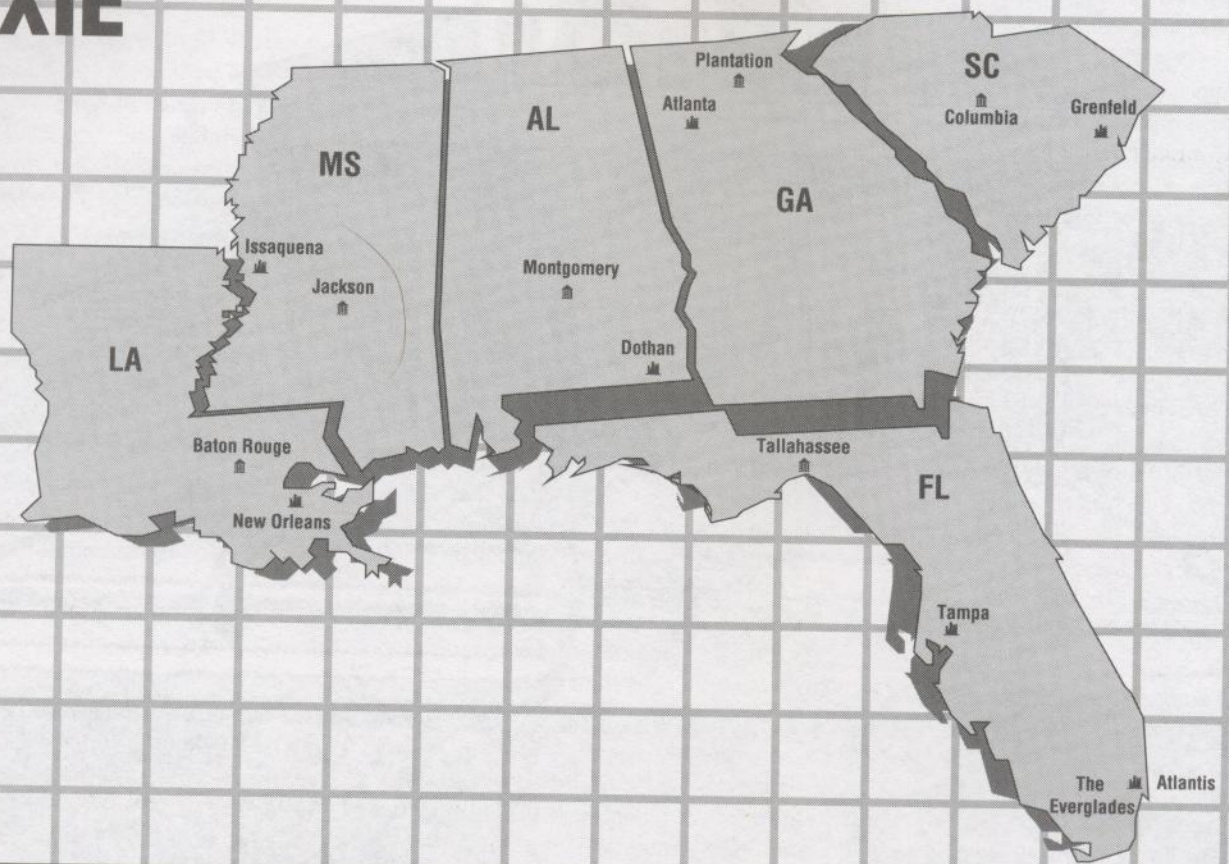 XIE
Plantation
SC
Atlanta
Columbia
Grenfeld
AL
MS
GA
Issaquena
Montgomery
Jackson
Dothan
LA
Baton Rouge
Tallahassee
FL
New Orleans
Tampa
The
Everglades
Atlantis